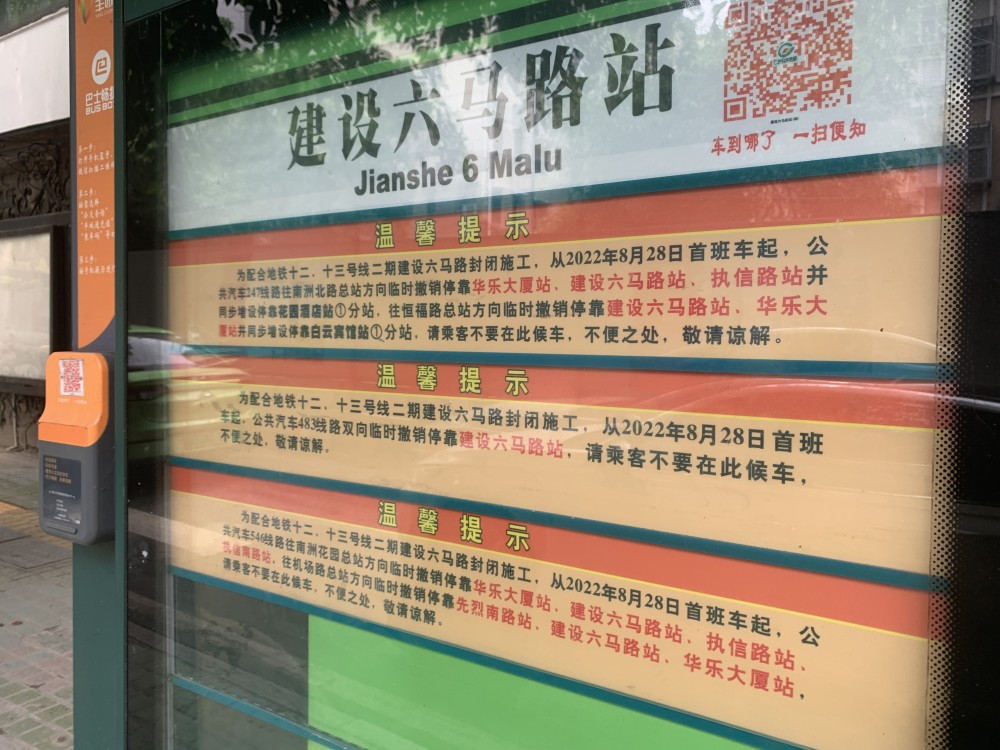 巴士畅
BUS BO
建设六马路站
Jianshe 6 Malu
车到哪了 一扫便知
温馨提示
为配合地铁十二、十三号线二期建设六马路封闭施工，从2022年8月28日首班车起，公
共汽车247线路往南洲北路总站方向临时撤销停靠华乐大厦站、建设六马路站、执信路站并
同步增设停靠花园酒店站①分站，往恒福路总站方向临时撤销停靠建设六马路站、华乐大
厦站并同步增设停靠白云宾馆站①分站，请乘客不要在此候车，不便之处，敬请谅解。
温馨提示
为配合地铁十二、十三号线二期建设六马路封闭施工，从2022年8月28日首班
车起，公共汽车483线路双向临时撤销停靠建设六马路站，请乘客不要在此候车，
不便之处，敬请谅解。
温馨提示
为配合地铁十二、十三号线二期建设六马路封闭施工，从2022年8月28日首班车起，公
共汽车546线路往南洲花园总站方向临时撤销停靠华乐大厦站、建设六马路站、执信路站、
执信南路站，往机场路总站方向临时撤销停靠先烈南路站、建设六马路站、华乐大厦站，
请乘客不要在此候车，不便之处，敬请谅解。
第一步：
第二步：
第三步：